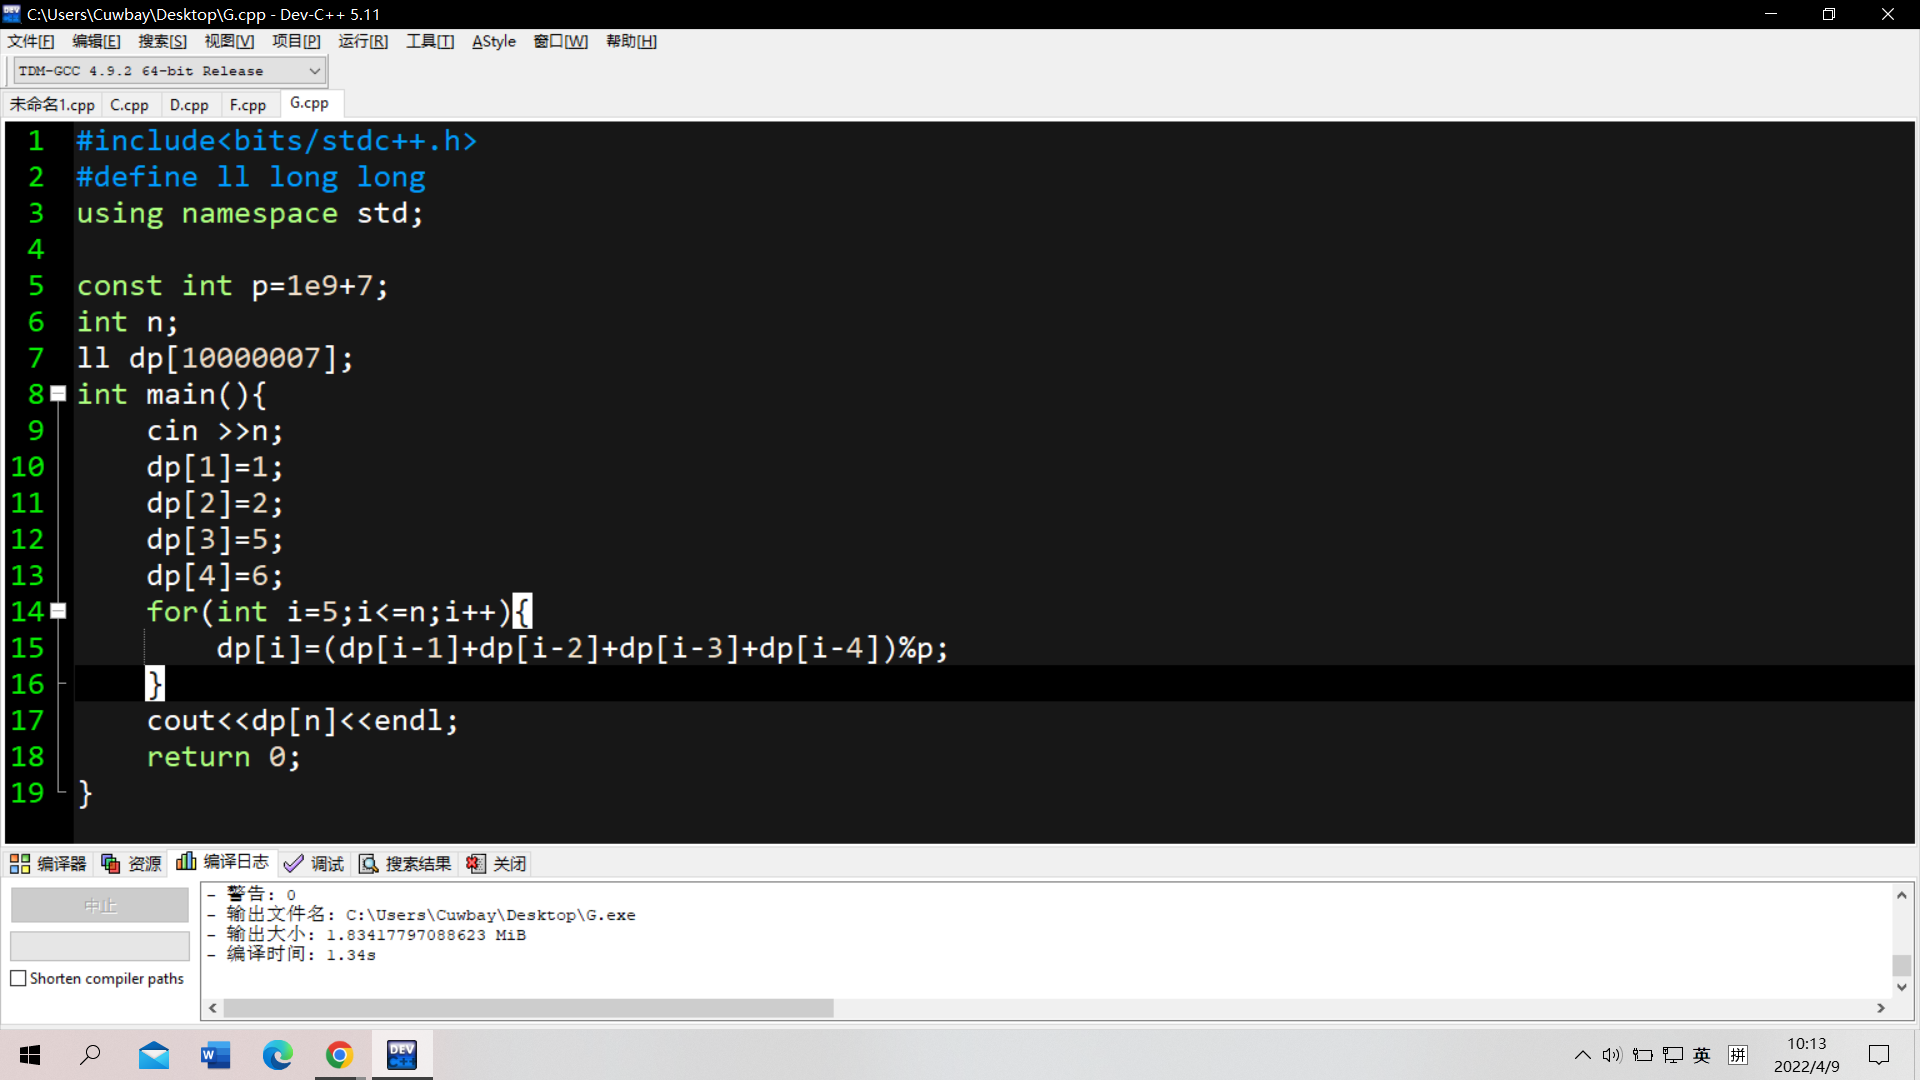 C:\Users\Cuwbay\Desktop\G.cpp - Dev-C++ 5.11
文件[F] 编辑[E] 搜索[S] 视图[V] 项目[P] 运行[R] 工具[T] AStyle 窗口[W] 帮助[H]
TDM-GCC 4.9.2 64-bit Release
未命名1.cpp C.cpp D.cpp F.cpp G.cpp
1 #include<bits/stdc++.h>
2 #define ll long long
3 using namespace std;
4
5 const int p=1e9+7;
6 int n;
7 ll dp[10000007];
8 int main(){
9 cin >>n;
10 dp[1]=1;
11 dp[2]=2;
12 dp[3]=5;
13 dp[4]=6;
14 for(int i=5;i<=n;i++){
15 dp[i]=(dp[i-1]+dp[i-2]+dp[i-3]+dp[i-4])%p;
16 }
17 cout<<dp[n]<<endl;
18 return 0;
19 }
编译器 资源 编译日志 调试 搜索结果 关闭
中止
Shorten compiler paths
- 警告: 0
- 输出文件名: C:\Users\Cuwbay\Desktop\G.exe
- 输出大小: 1.83417797088623 MiB
- 编译时间: 1.34s
DEV C++
英 拼 10:13
2022/4/9